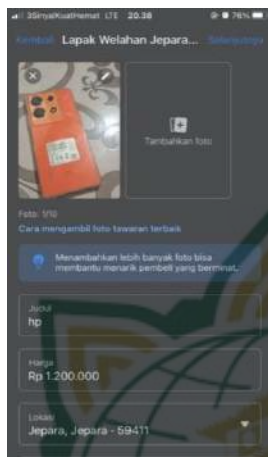 3SinyalKuatHemat LTE 20.38 76%
Kembali Lapak Welahan Jepara... Selanjutnya
Tambahkan foto
Foto: 1/10
Cara mengambil foto tawaran terbaik
Menambahkan lebih banyak foto bisa
membantu menarik pembeli yang berminat.
Judul
hp
Harga
Rp 1.200.000
Lokasi
Jepara, Jepara - 59411